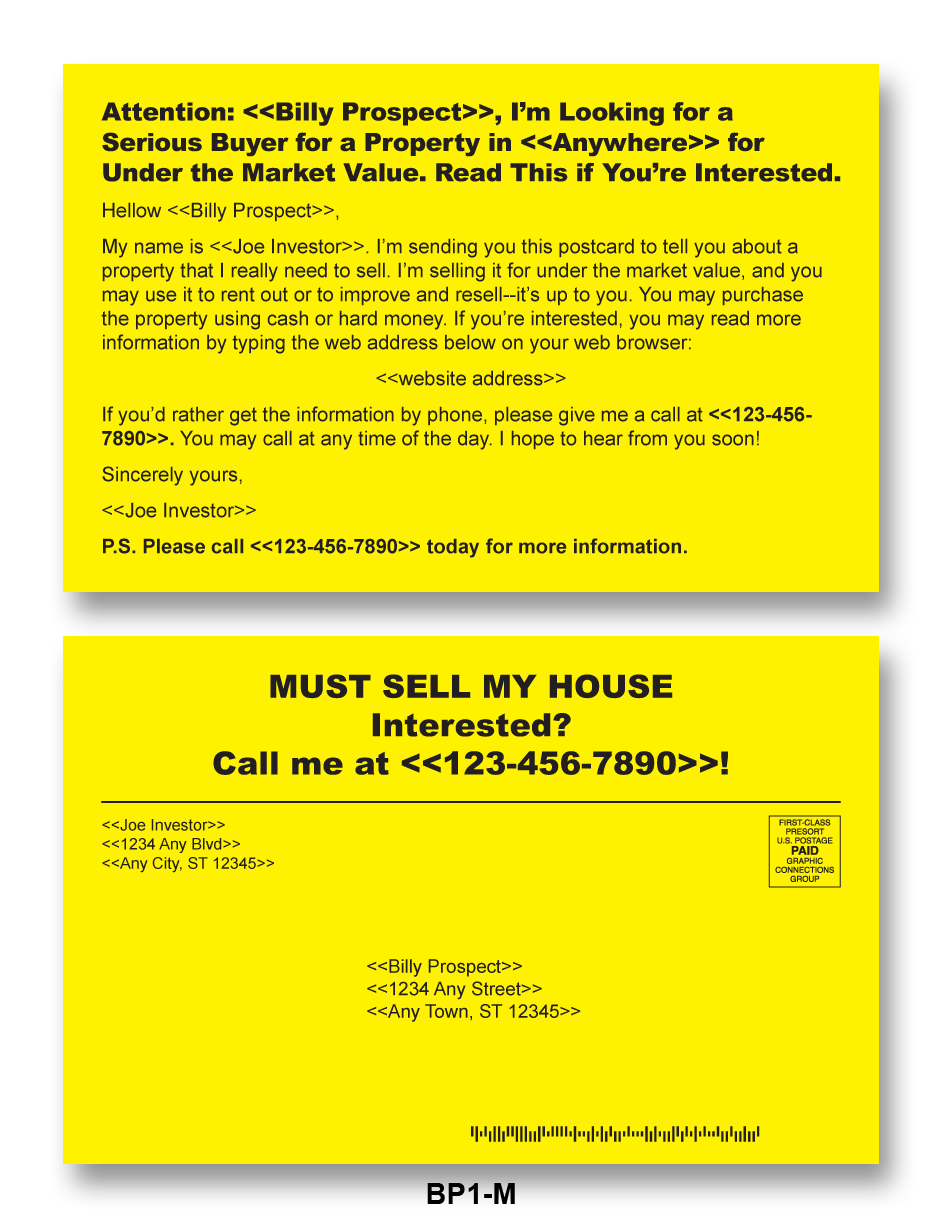 Attention: <<Billy Prospect>>, I'm Looking for a
Serious Buyer for a Property in <<Anywhere>> for
Under the Market Value. Read This if You're Interested.
Hellow <<Billy Prospect>>,
My name is <<Joe Investor>>. I'm sending you this postcard to tell you about a
property that I really need to sell. I'm selling it for under the market value, and you
may use it to rent out or to improve and resell--it's up to you. You may purchase
the property using cash or hard money. If you're interested, you may read more
information by typing the web address below on your web browser:
<<website address>>
If you'd rather get the information by phone, please give me a call at <<123-456-
7890>>. You may call at any time of the day. I hope to hear from you soon!
Sincerely yours,
<<Joe Investor>>
P.S. Please call <<123-456-7890>> today for more information.
MUST SELL MY HOUSE
Interested?
Call me at <<123-456-7890>>!
<<Joe Investor>>
<<1234 Any Blvd>>
<<Any City, ST 12345>>
FIRST-CLASS
PRESORT
U.S. POSTAGE
PAID
GRAPHIC
CONNECTIONS
GROUP
<<Billy Prospect>>
<<1234 Any Street>>
<<Any Town, ST 12345>>
BP1-M